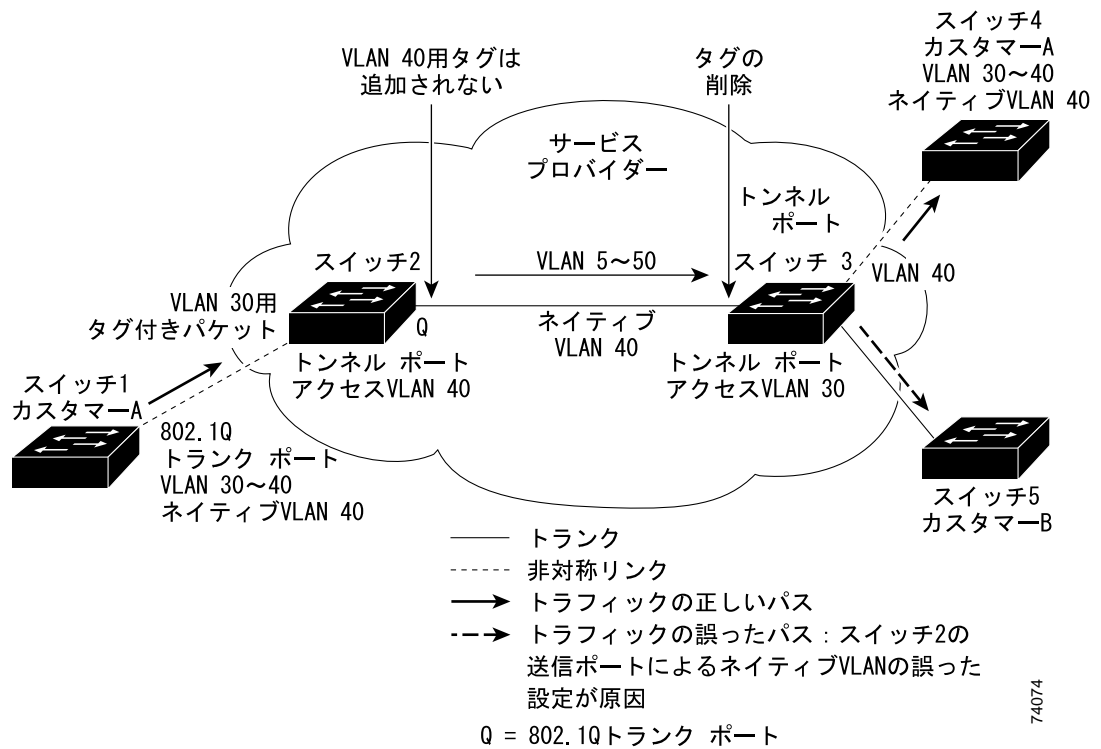 スイッチ4
カスタマーA
VLAN 30～40
ネイティブVLAN 40
VLAN 40用タグは
追加されない
タグの
削除
サービス
プロバイダー
トンネル
ポート
スイッチ2
VLAN 5～50
スイッチ 3
VLAN 40
VLAN 30用
タグ付きパケット
Q
ネイティブ
VLAN 40
トンネル ポート
アクセスVLAN 40
トンネル ポート
アクセスVLAN 30
スイッチ1
カスタマーA
802.1Q
トランク ポート
VLAN 30～40
ネイティブVLAN 40
スイッチ5
カスタマーB
トランク
非対称リンク
トラフィックの正しいパス
トラフィックの誤ったパス：スイッチ2の
送信ポートによるネイティブVLANの誤った
設定が原因
Q = 802.1Qトランク ポート
74074